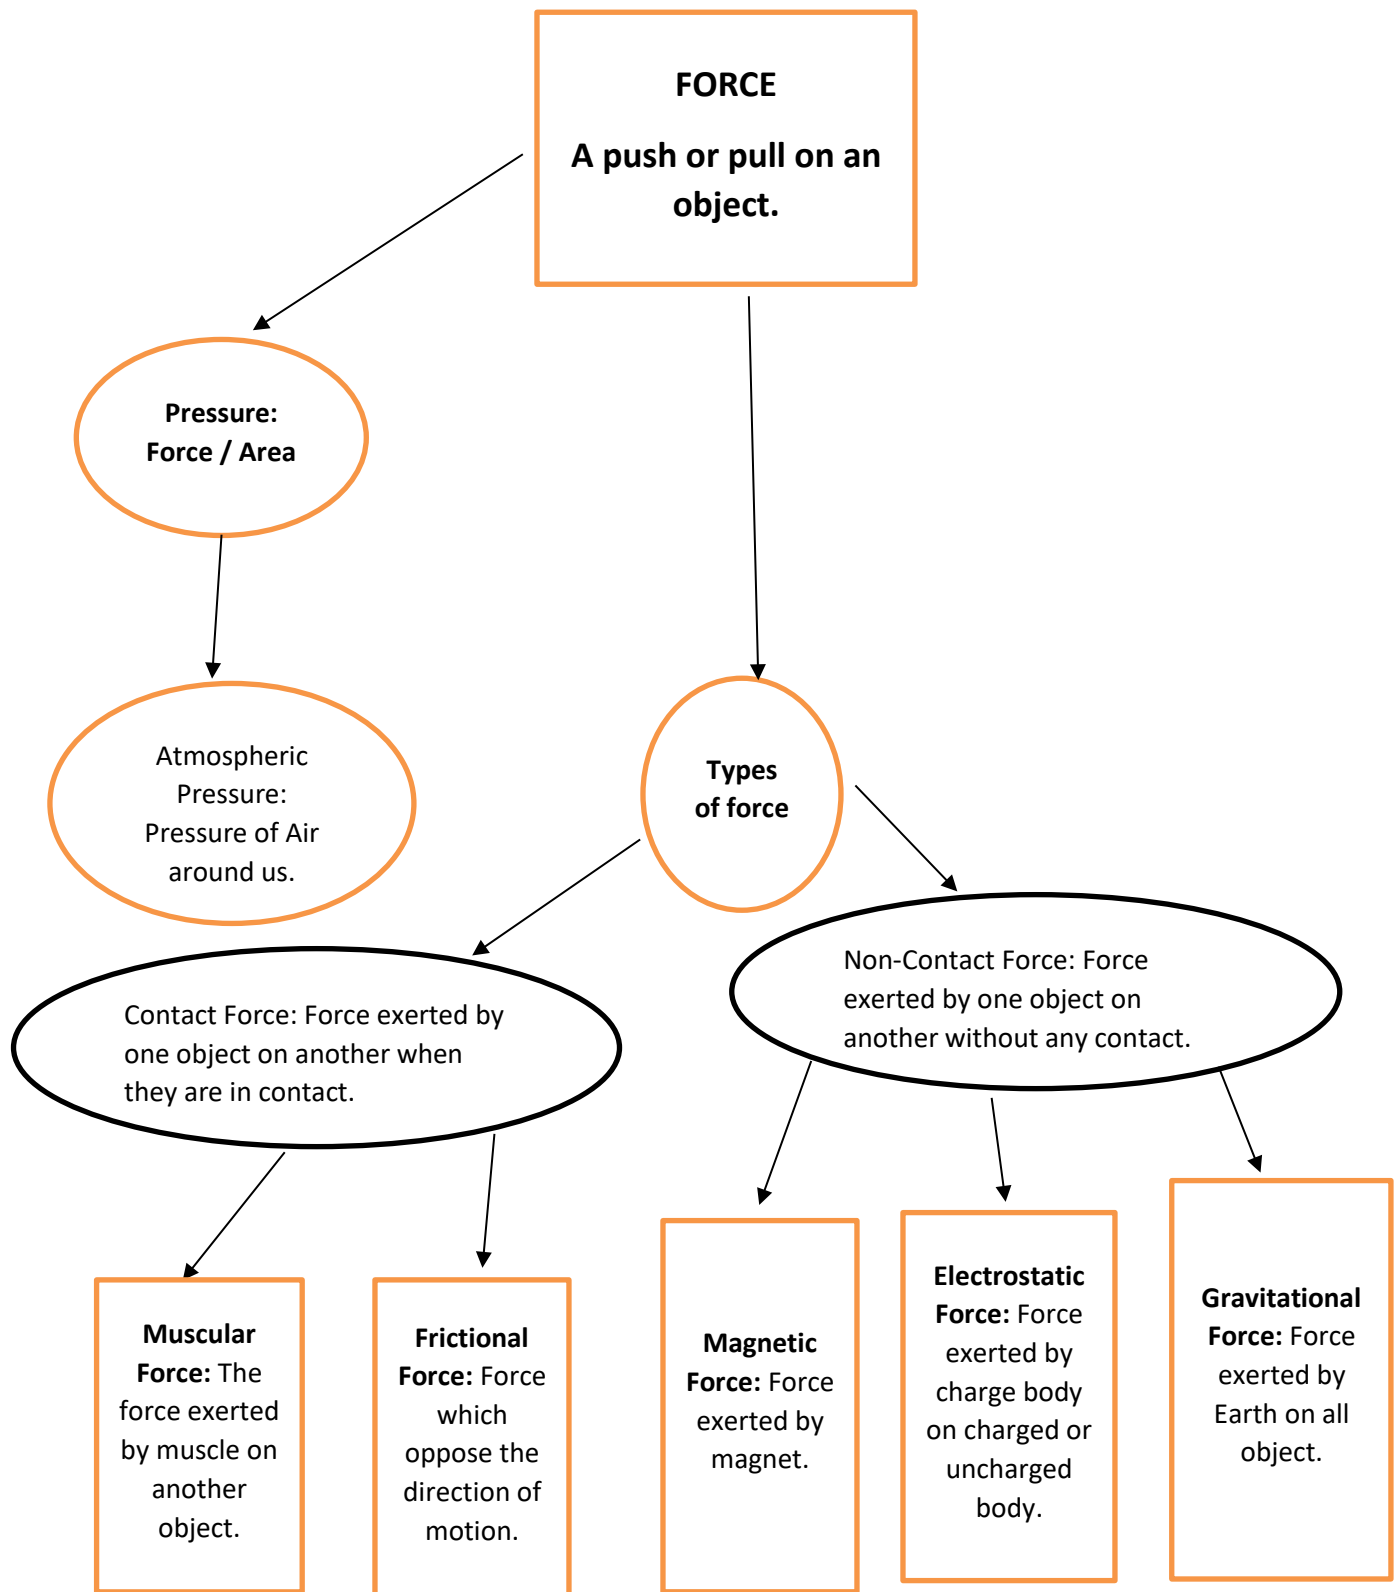 FORCE
A push or pull on an
object.
Pressure:
Force / Area
Atmospheric
Pressure:
Pressure of Air
around us.
Types
of force
Contact Force: Force exerted by
one object on another when
they are in contact.
Non-Contact Force: Force
exerted by one object on
another without any contact.
Muscular
Force: The
force exerted
by muscle on
another
object.
Frictional
Force: Force
which
oppose the
direction of
motion.
Magnetic
Force: Force
exerted by
magnet.
Electrostatic
Force: Force
exerted by
charge body
on charged or
uncharged
body.
Gravitational
Force: Force
exerted by
Earth on all
object.